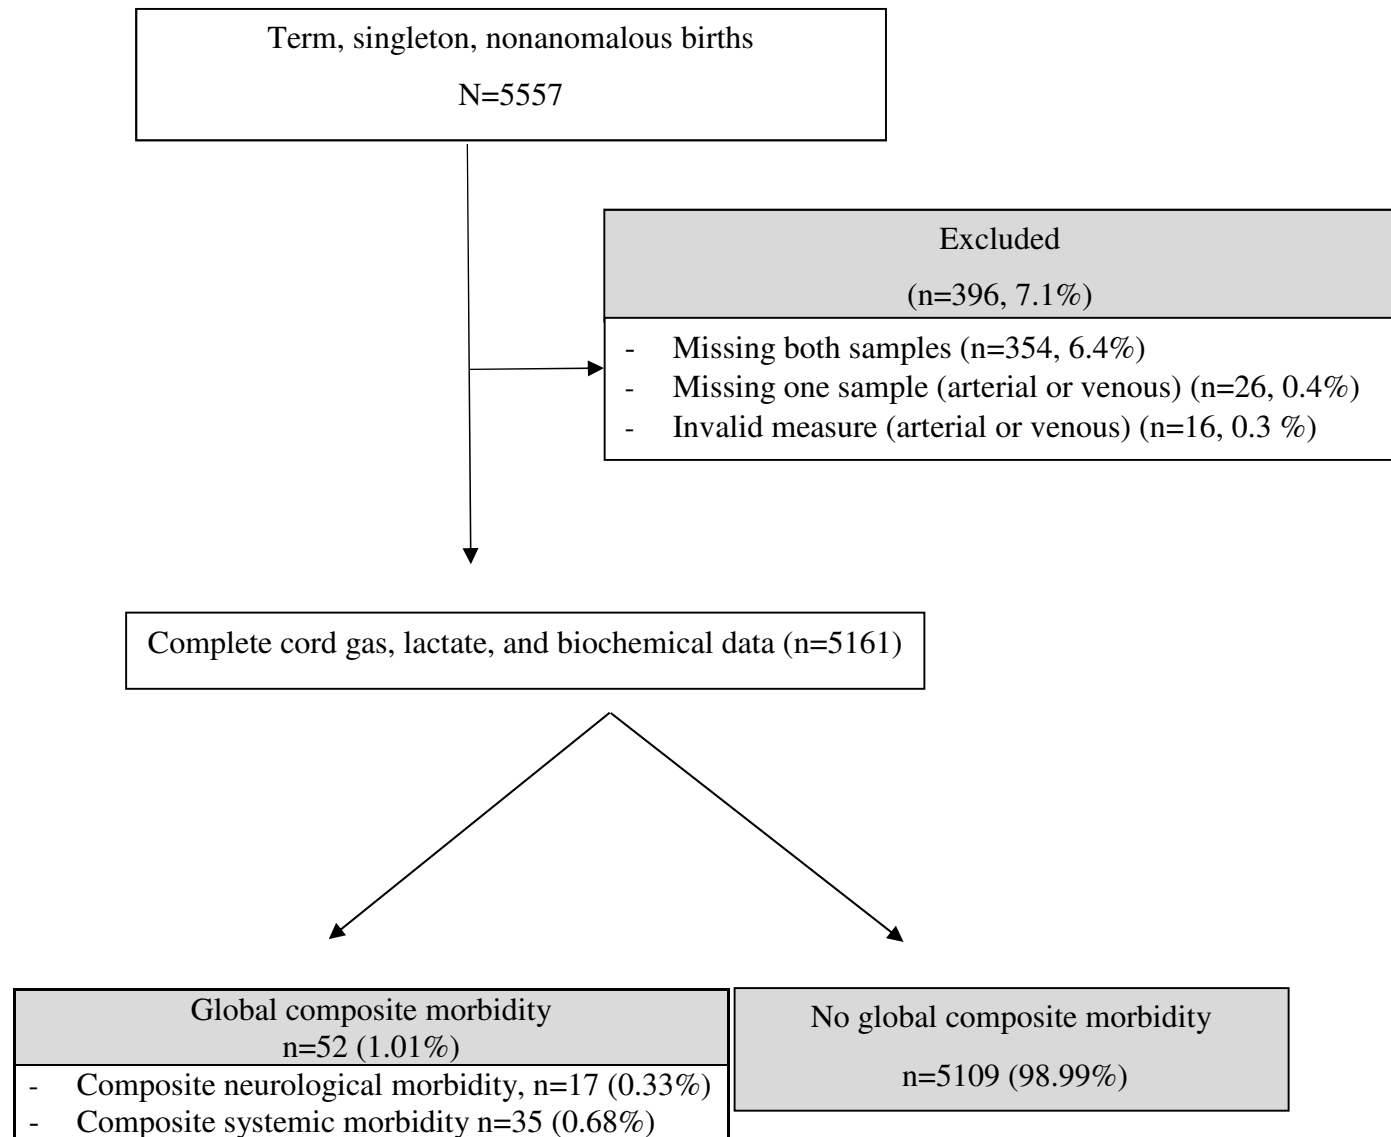 Term, singleton, nonanomalous births
N=5557
Excluded
(n=396, 7.1%)
- Missing both samples (n=354, 6.4%)
- Missing one sample (arterial or venous) (n=26, 0.4%)
- Invalid measure (arterial or venous) (n=16, 0.3 %)
Complete cord gas, lactate, and biochemical data (n=5161)
Global composite morbidity
n=52 (1.01%)
- Composite neurological morbidity, n=17 (0.33%)
- Composite systemic morbidity n=35 (0.68%)
No global composite morbidity
n=5109 (98.99%)